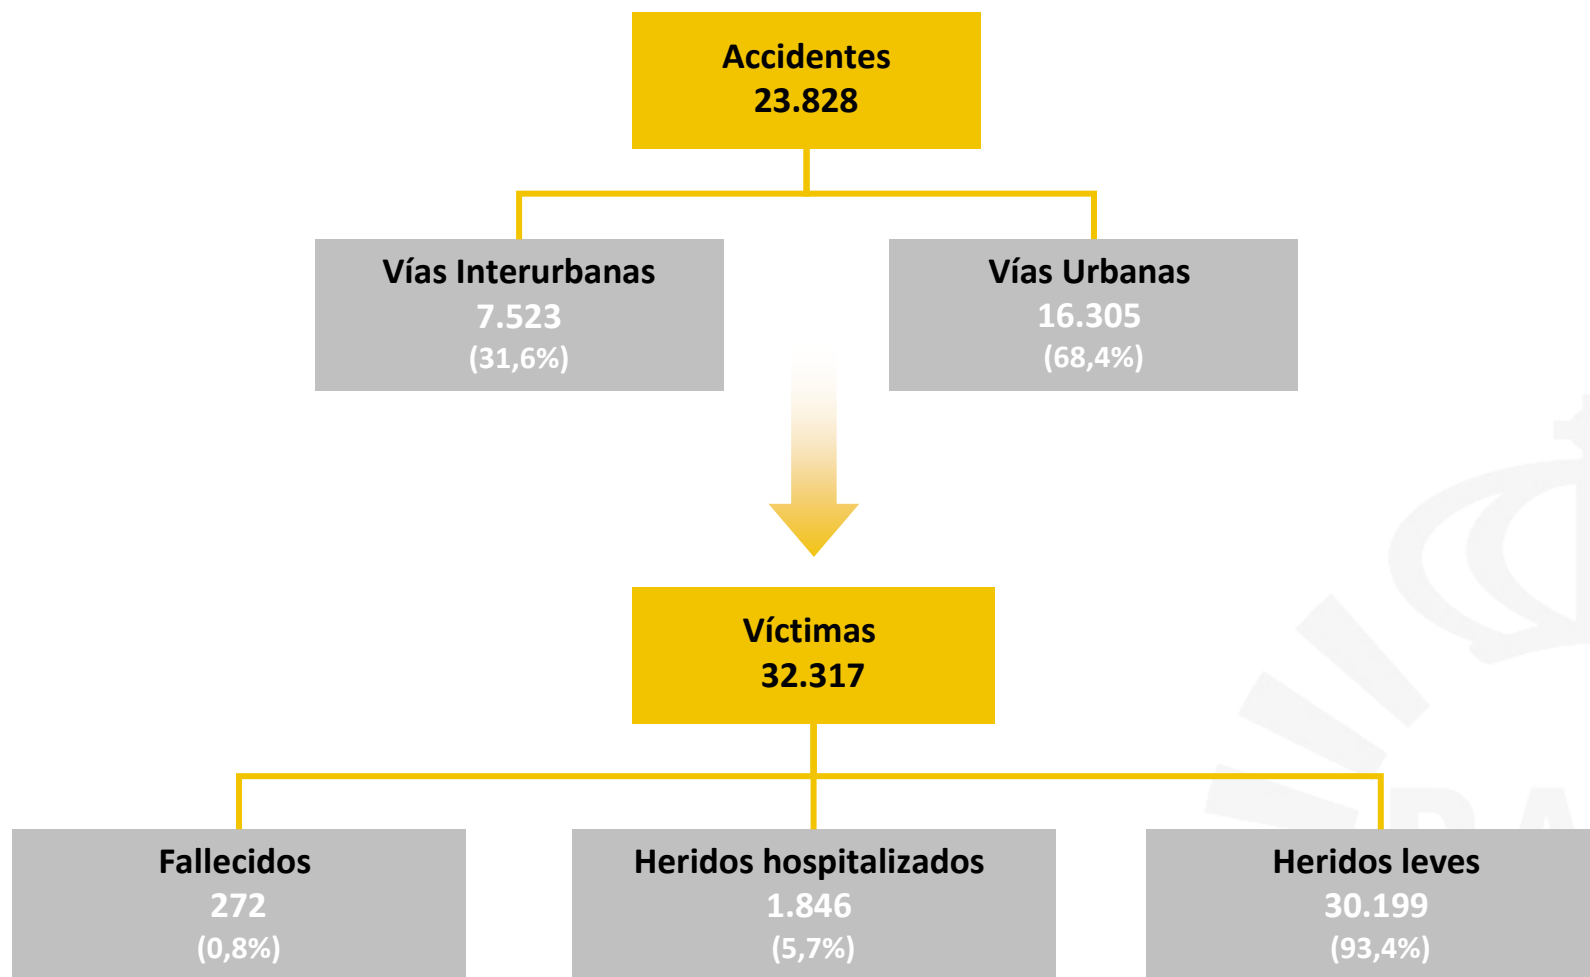 Accidentes
23.828
Vías Interurbanas
7.523
(31,6%)
Vías Urbanas
16.305
(68,4%)
Víctimas
32.317
Fallecidos
272
(0,8%)
Heridos hospitalizados
1.846
(5,7%)
Heridos leves
30.199
(93,4%)